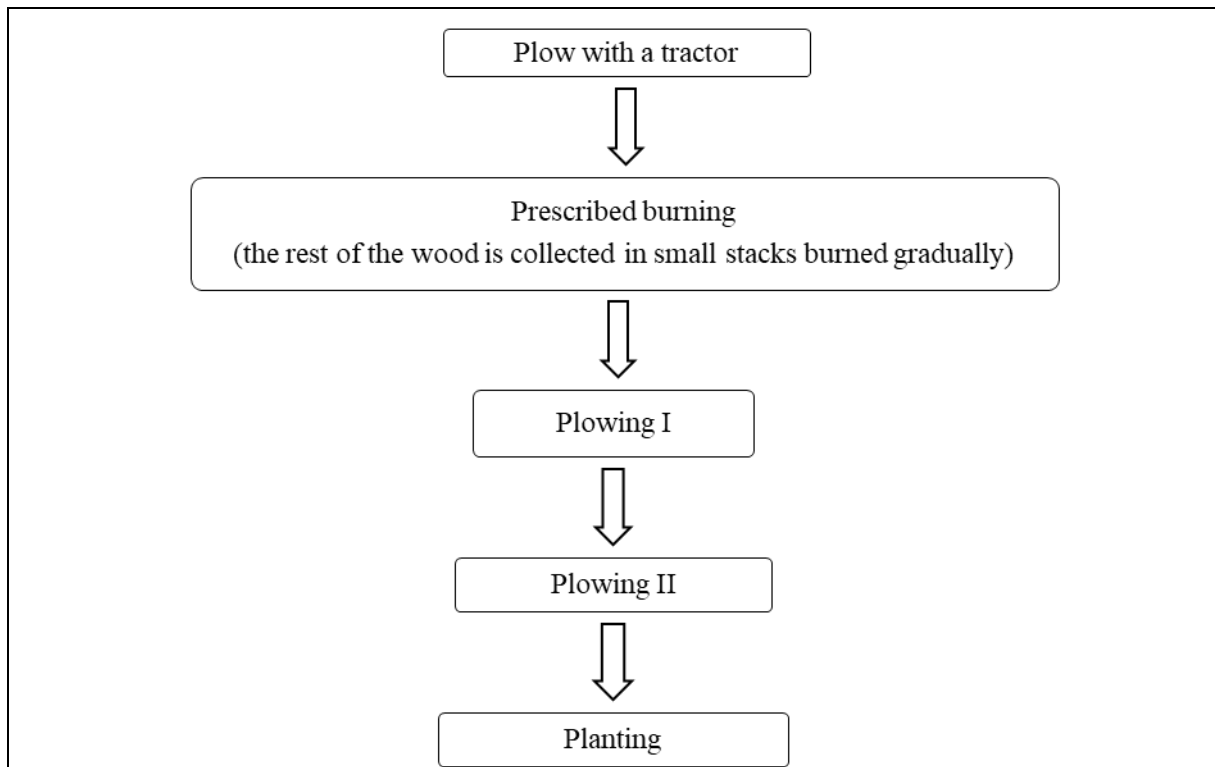 Plow with a tractor
Prescribed burning
(the rest of the wood is collected in small stacks burned gradually)
Plowing I
Plowing II
Planting